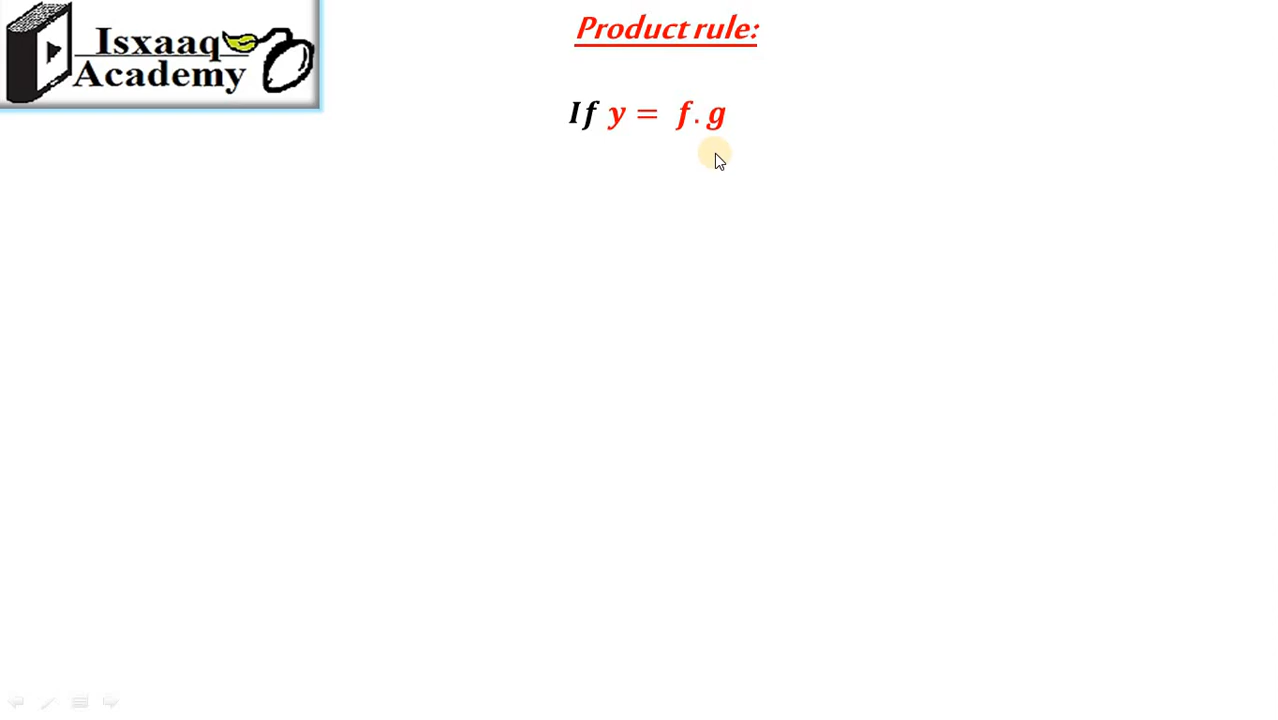 Isxaaq
Academy
Product rule:
If y = f.g